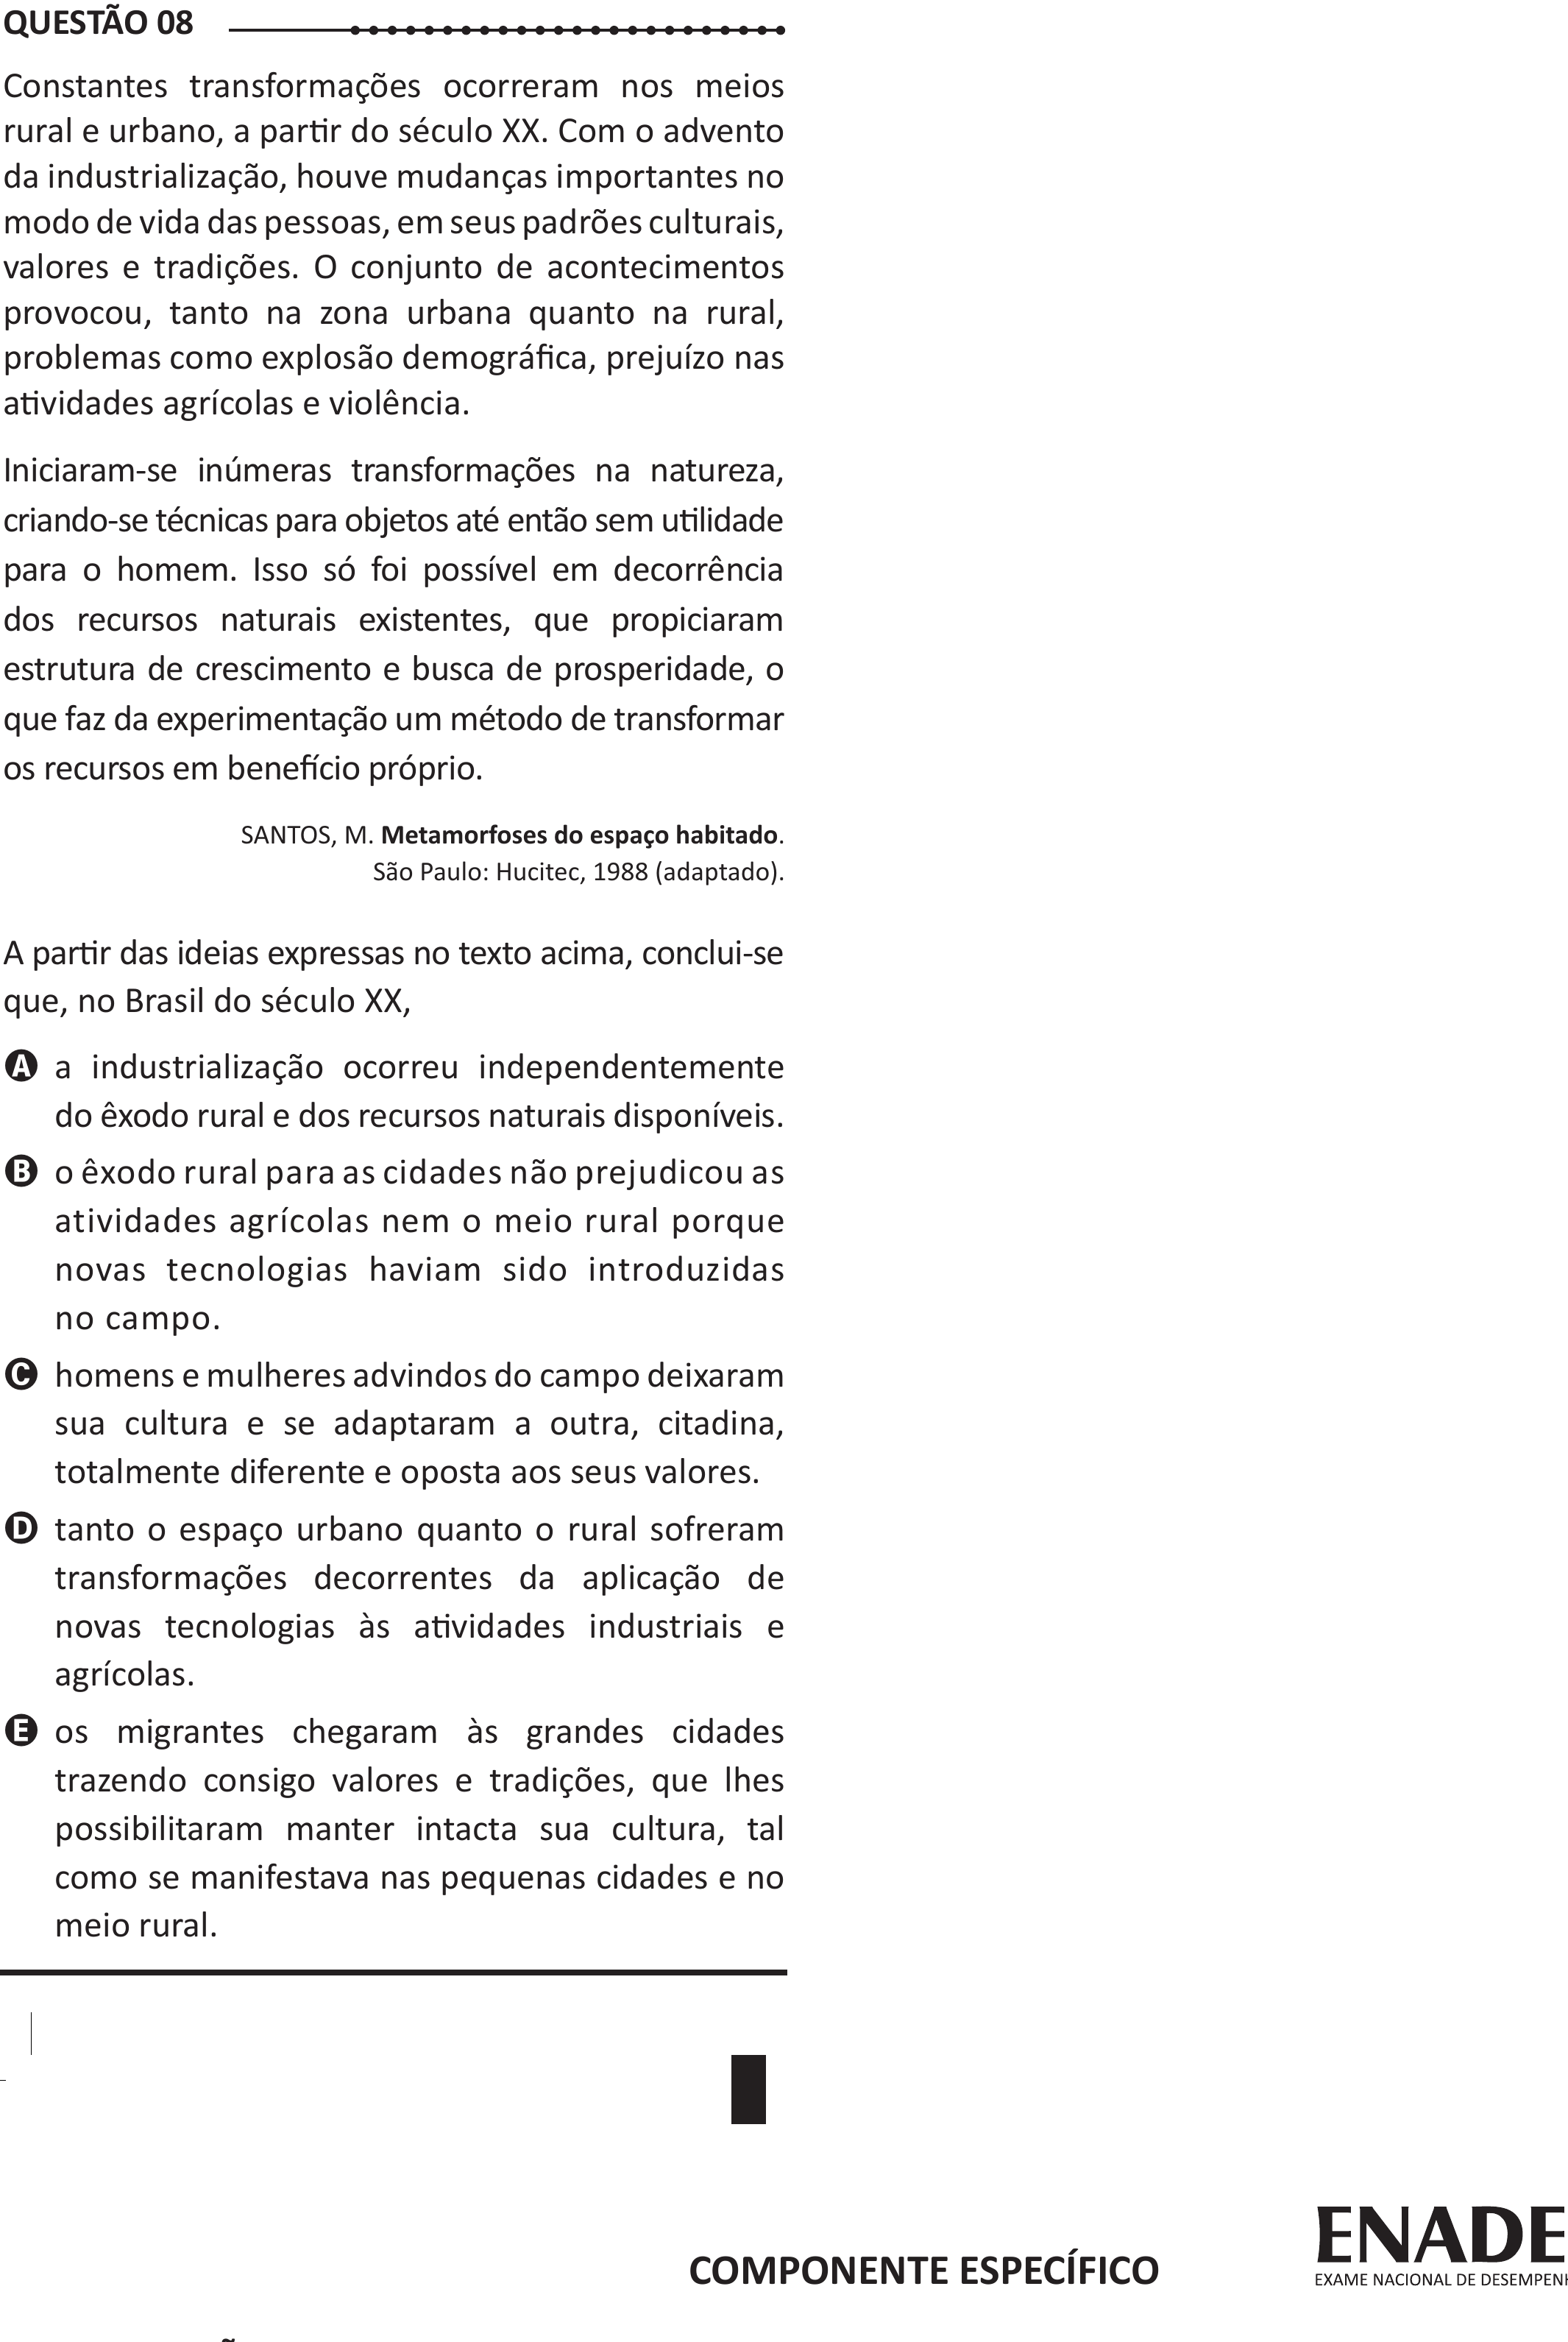 QUESTÃO 08
Constantes transformações ocorreram nos meios
rural e urbano, a partir do século XX. Com o advento
da industrialização, houve mudanças importantes no
modo de vida das pessoas, em seus padrões culturais,
valores e tradições. O conjunto de acontecimentos
provocou, tanto na zona urbana quanto na rural,
problemas como explosão demográfica, prejuízo nas
atividades agrícolas e violência.
Iniciaram-se inúmeras transformações na natureza,
criando-se técnicas para objetos até então sem utilidade
para o homem. Isso só foi possível em decorrência
dos recursos naturais existentes, que propiciaram
estrutura de crescimento e busca de prosperidade, o
que faz da experimentação um método de transformar
os recursos em benefício próprio.
SANTOS, M. Metamorfoses do espaço habitado.
São Paulo: Hucitec, 1988 (adaptado).
A partir das ideias expressas no texto acima, conclui-se
que, no Brasil do século XX,
A a industrialização ocorreu independentemente
do êxodo rural e dos recursos naturais disponíveis.
B o êxodo rural para as cidades não prejudicou as
atividades agrícolas nem o meio rural porque
novas tecnologias haviam sido introduzidas
no campo.
C homens e mulheres advindos do campo deixaram
sua cultura e se adaptaram a outra, citadina,
totalmente diferente e oposta aos seus valores.
D tanto o espaço urbano quanto o rural sofreram
transformações decorrentes da aplicação de
novas tecnologias às atividades industriais e
agrícolas.
E os migrantes chegaram às grandes cidades
trazendo consigo valores e tradições, que lhes
possibilitaram manter intacta sua cultura, tal
como se manifestava nas pequenas cidades e no
meio rural.
ENADE
COMPONENTE ESPECÍFICO
EXAME NACIONAL DE